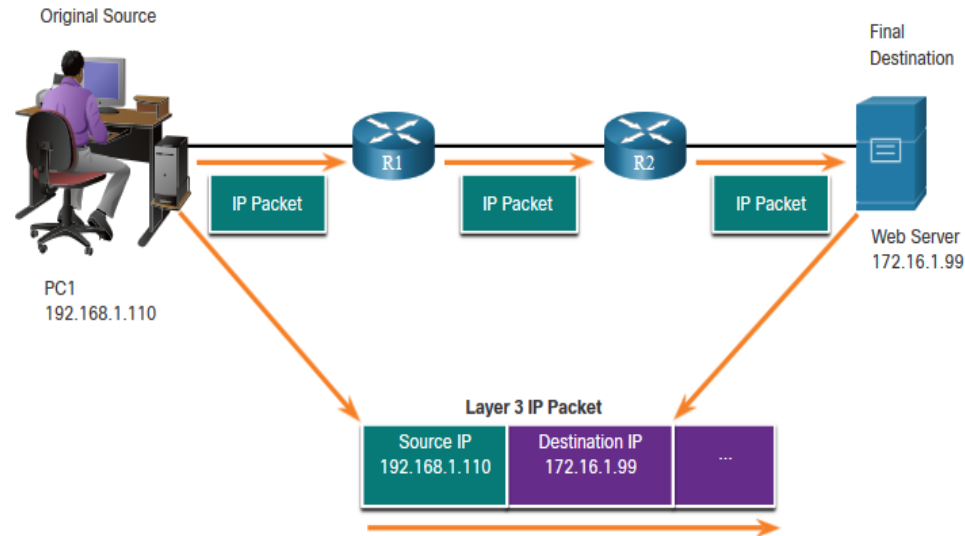 Original Source
Final
Destination
R1
R2
IP Packet
IP Packet
IP Packet
Web Server
172.16.1.99
PC1
192.168.1.110
Layer 3 IP Packet
Source IP
192.168.1.110
Destination IP
172.16.1.99
...